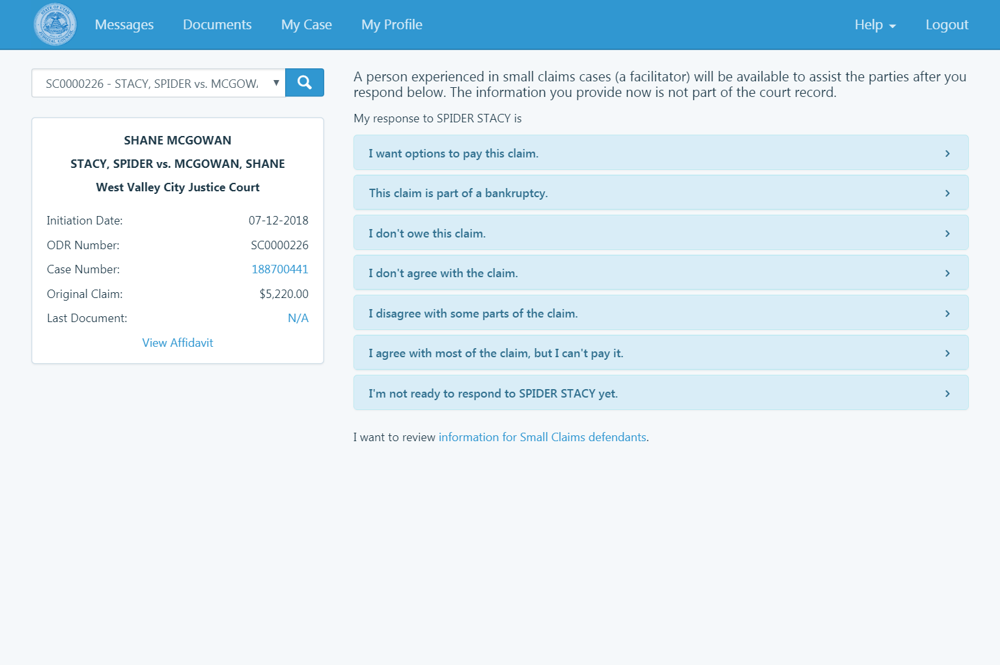 STATE OF UTAH
JUDICIAL COUNCIL
Messages
Documents
My Case
My Profile
Help
Logout
SC0000226 - STACY, SPIDER vs. MCGOW
SHANE MCGOWAN
STACY, SPIDER vs. MCGOWAN, SHANE
West Valley City Justice Court
Initiation Date: 07-12-2018
ODR Number: SC0000226
Case Number: 188700441
Original Claim: $5,220.00
Last Document: N/A
View Affidavit
A person experienced in small claims cases (a facilitator) will be available to assist the parties after you
respond below. The information you provide now is not part of the court record.
My response to SPIDER STACY is
I want options to pay this claim.
This claim is part of a bankruptcy.
I don't owe this claim.
I don't agree with the claim.
I disagree with some parts of the claim.
I agree with most of the claim, but I can't pay it.
I'm not ready to respond to SPIDER STACY yet.
I want to review information for Small Claims defendants.